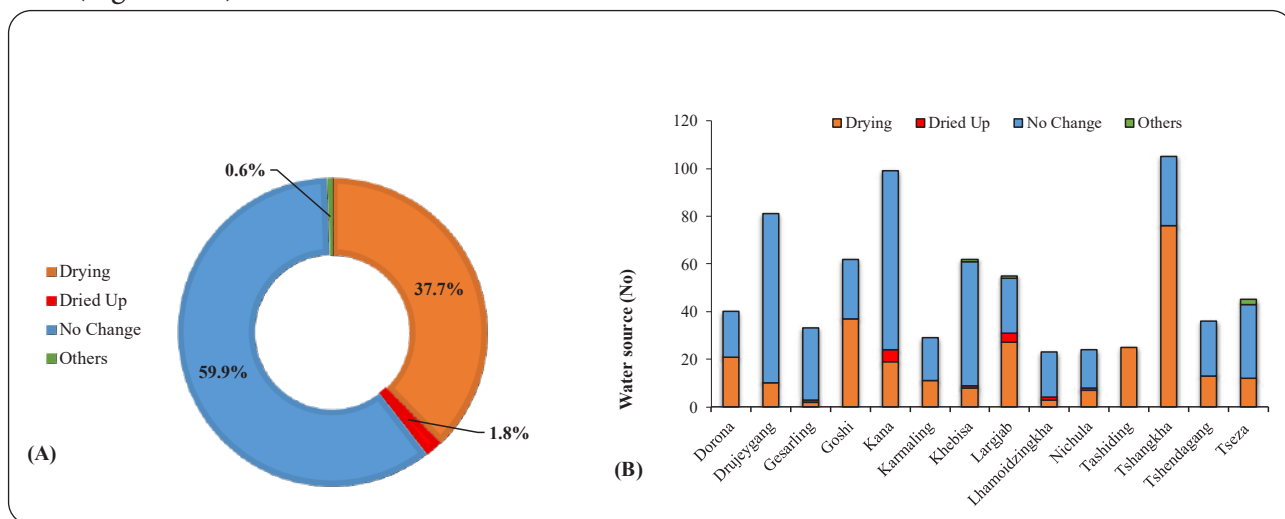 0.6%
Drying
Dried Up
No Change
Others
37.7%
59.9%
1.8%
(A)
Drying Dried Up No Change Others
Water source (No)
120
100
80
60
40
20
0
Dorona
Drujeygang
Gesarling
Goshi
Kana
Karmaling
Khebisa
Largjab
Lhamoidzingkha
Nichula
Tashiding
Tshangkha
Tshendagang
Tseza
(B)